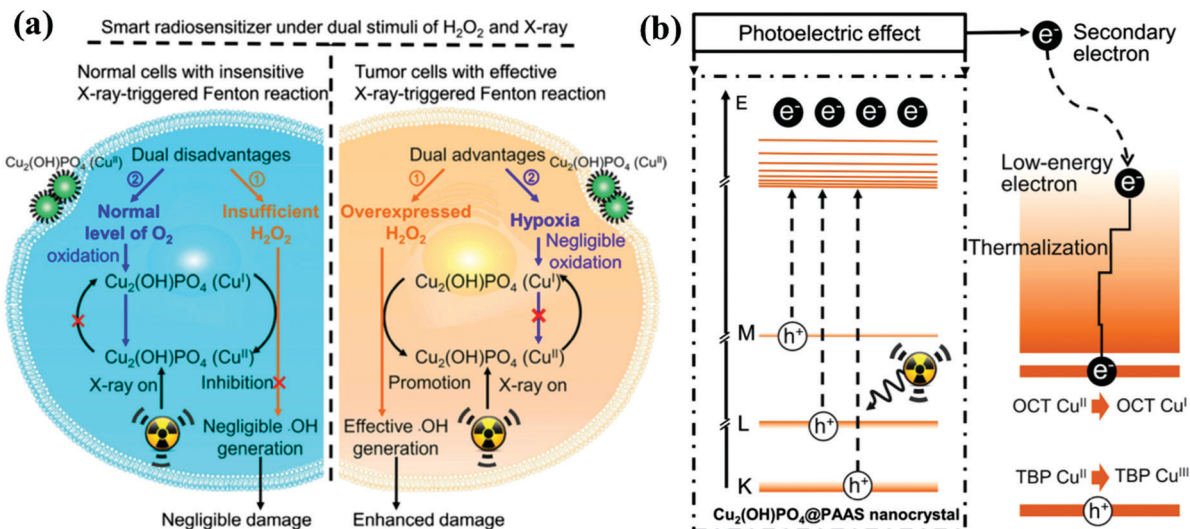 (a)
Smart radiosensitizer under dual stimuli of H₂O₂ and X-ray
Normal cells with insensitive
X-ray-triggered Fenton reaction
Tumor cells with effective
X-ray-triggered Fenton reaction
Cu₂(OH)PO₄ (Cuᴵᴵ)
Dual disadvantages
②
①
Normal
level of O₂
oxidation
Insufficient
H₂O₂
Cu₂(OH)PO₄ (Cuᴵ)
Cu₂(OH)PO₄ (Cuᴵᴵ)
X-ray on
Inhibition
Negligible ·OH
generation
Negligible damage
Dual advantages
Cu₂(OH)PO₄ (Cuᴵᴵ)
①
②
Overexpressed
H₂O₂
Hypoxia
Negligible
oxidation
Cu₂(OH)PO₄ (Cuᴵ)
Cu₂(OH)PO₄ (Cuᴵᴵ)
Promotion
X-ray on
Effective ·OH
generation
Enhanced damage
(b)
Photoelectric effect
e⁻
Secondary
electron
E
e⁻ e⁻ e⁻ e⁻
M
h⁺
L
h⁺
K
h⁺
Cu₂(OH)PO₄@PAAS nanocrystal
Low-energy
electron
e⁻
Thermalization
e⁻
OCT Cuᴵᴵ OCT Cuᴵ
TBP Cuᴵᴵ TBP Cuᴵᴵᴵ
h⁺